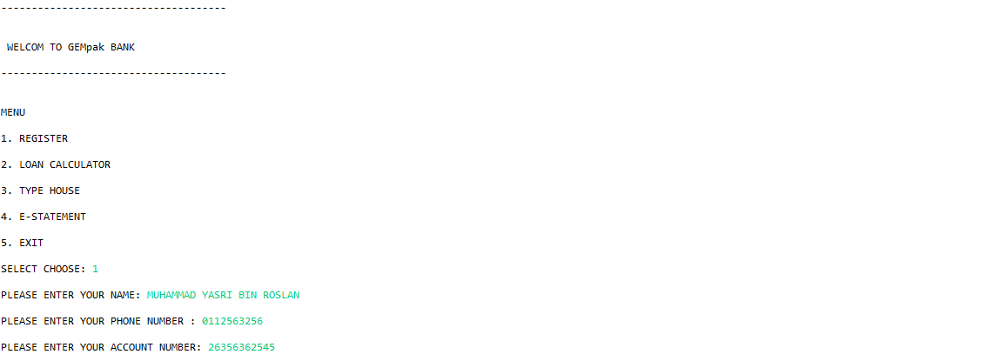 -------------------------------------
WELCOM TO GEMpak BANK
-------------------------------------
MENU
1. REGISTER
2. LOAN CALCULATOR
3. TYPE HOUSE
4. E-STATEMENT
5. EXIT
SELECT CHOOSE: 1
PLEASE ENTER YOUR NAME: MUHAMMAD YASRI BIN ROSLAN
PLEASE ENTER YOUR PHONE NUMBER : 0112563256
PLEASE ENTER YOUR ACCOUNT NUMBER: 26356362545